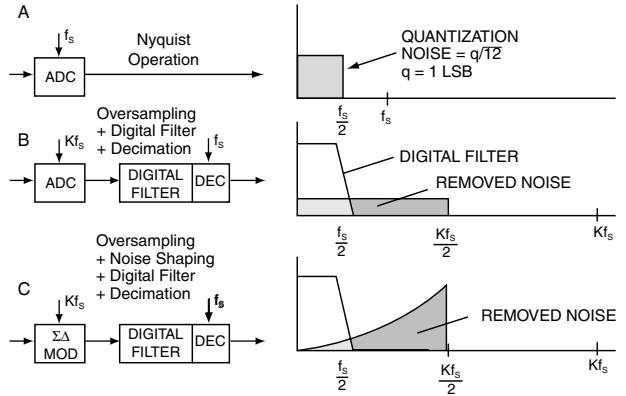 A
fs
Nyquist
Operation
ADC
QUANTIZATION
NOISE = q/12
q = 1 LSB
fs
2
fs
B
Kfs
Oversampling
+ Digital Filter
+ Decimation
fs
ADC
DIGITAL
FILTER
DEC
DIGITAL FILTER
REMOVED NOISE
fs
2
Kfs
2
Kfs
C
Kfs
Oversampling
+ Noise Shaping
+ Digital Filter
+ Decimation
fs
ΣΔ
MOD
DIGITAL
FILTER
DEC
REMOVED NOISE
fs
2
Kfs
2
Kfs